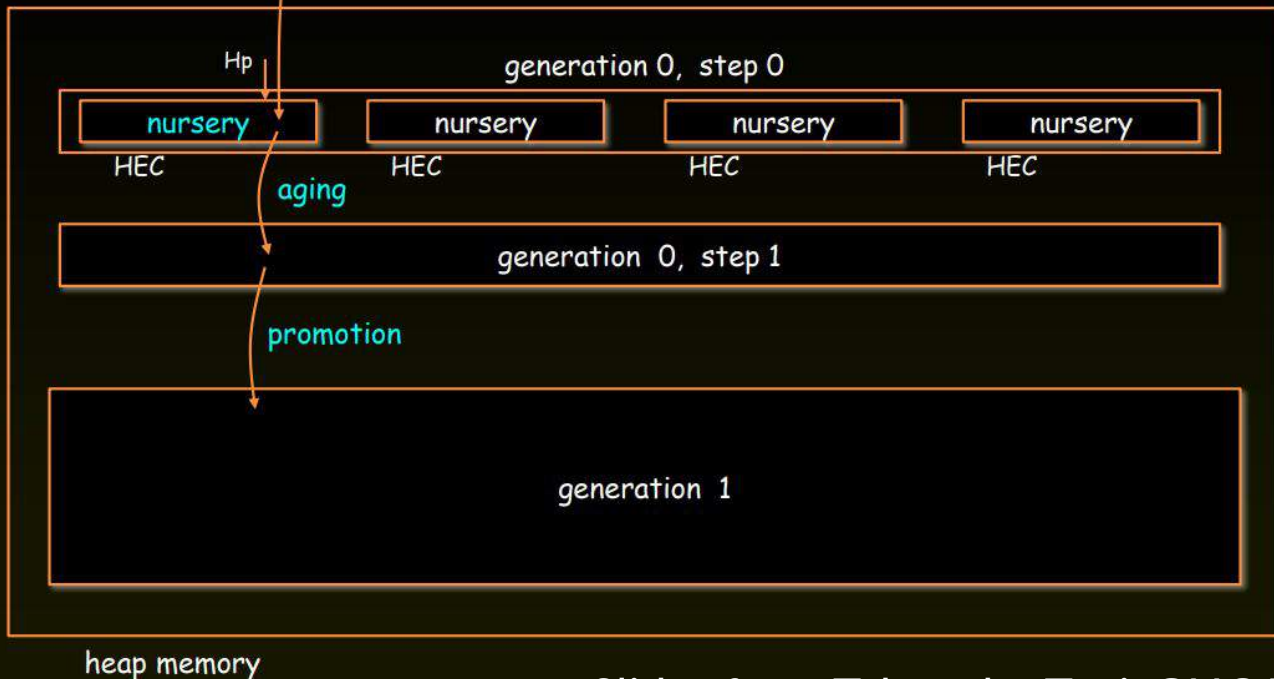 generation 0, step 0
Hp
nursery nursery nursery nursery
HEC HEC HEC HEC
aging
generation 0, step 1
promotion
generation 1
heap memory